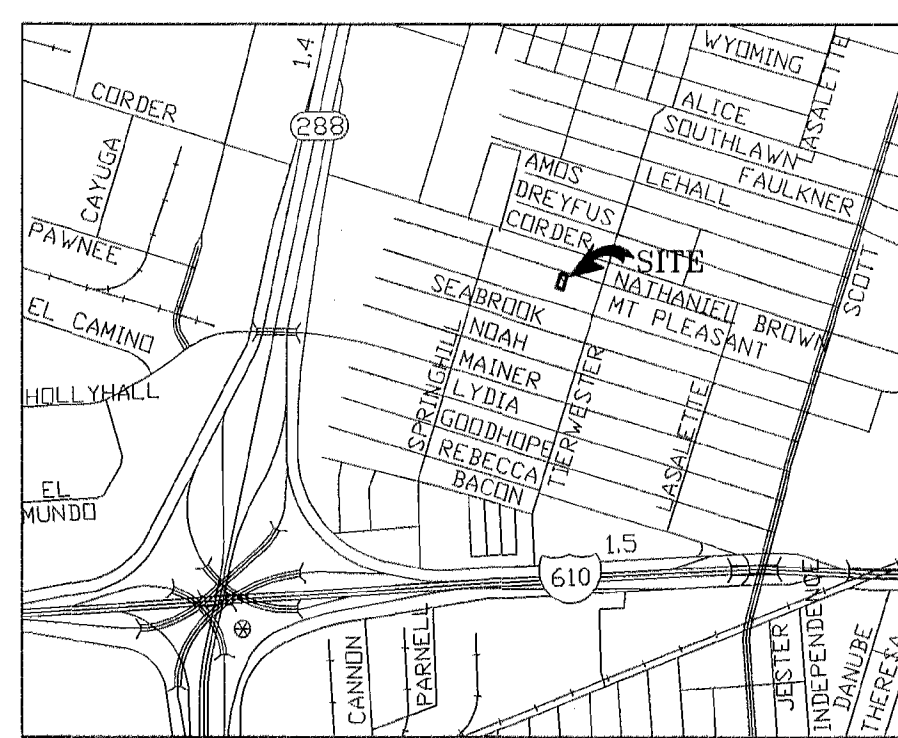 WYOMING
LASALETTE
1.4
CORDER
288
ALICE
SOUTHLAWN
CAYUGA
AMOS
LEHALL
FAULKNER
DREYFUS
CORDER
PAWNEE
SITE
SCOTT
NATHANIEL BROWN
SEABROOK
MT PLEASANT
EL CAMINO
NOAH
MAINER
HOLLYHALL
LYDIA
SPRINGHILL
TIERWESTER
LASALETTE
GOODHOPE
REBECCA
BACON
EL
MUNDO
1.5
610
CANNON
PARNELL
JESTER
INDEPENDENCE
DANUBE
THERESA